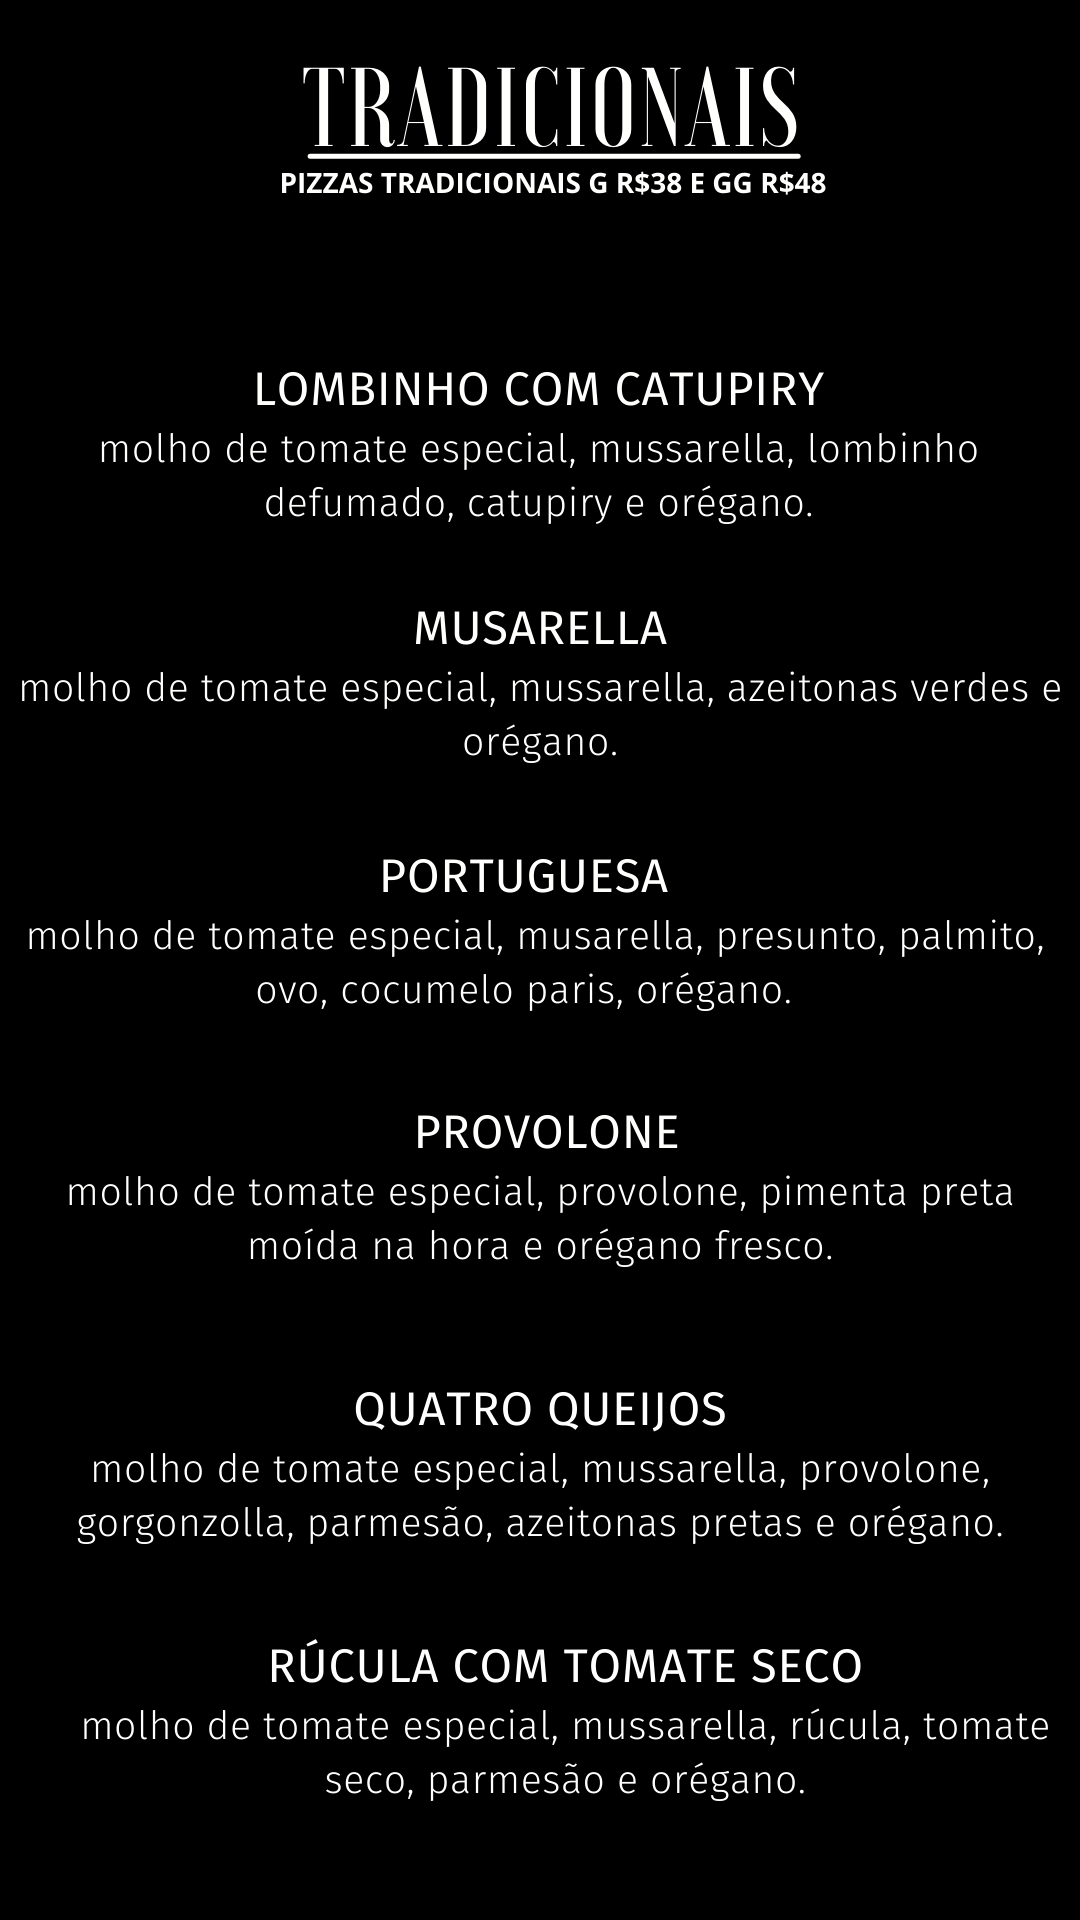 TRADICIONAIS
PIZZAS TRADICIONAIS G R$38 E GG R$48
LOMBINHO COM CATUPIRY
molho de tomate especial, mussarella, lombinho
defumado, catupiry e orégano.
MUSARELLA
molho de tomate especial, mussarella, azeitonas verdes e
orégano.
PORTUGUESA
molho de tomate especial, musarella, presunto, palmito,
ovo, cocumelo paris, orégano.
PROVOLONE
molho de tomate especial, provolone, pimenta preta
moída na hora e orégano fresco.
QUATRO QUEIJOS
molho de tomate especial, mussarella, provolone,
gorgonzolla, parmesão, azeitonas pretas e orégano.
RÚCULA COM TOMATE SECO
molho de tomate especial, mussarella, rúcula, tomate
seco, parmesão e orégano.